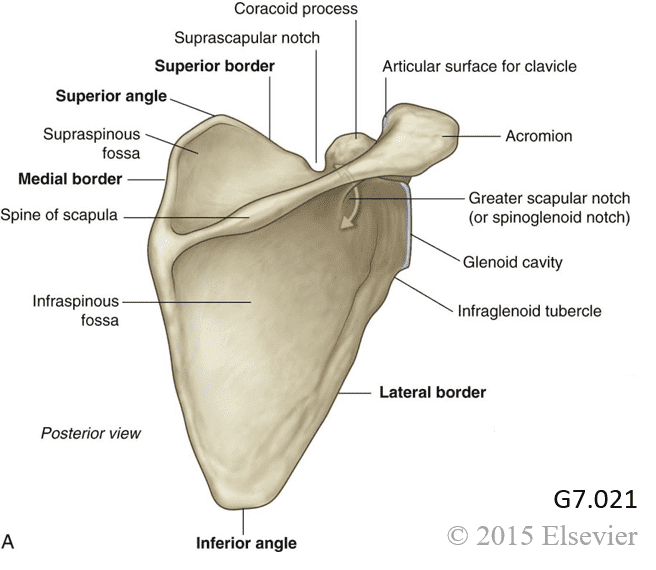 Coracoid process
Suprascapular notch
Superior border
Articular surface for clavicle
Superior angle
Supraspinous
fossa
Acromion
Medial border
Greater scapular notch
(or spinoglenoid notch)
Spine of scapula
Glenoid cavity
Infraspinous
fossa
Infraglenoid tubercle
Lateral border
Posterior view
G7.021
© 2015 Elsevier
A
Inferior angle